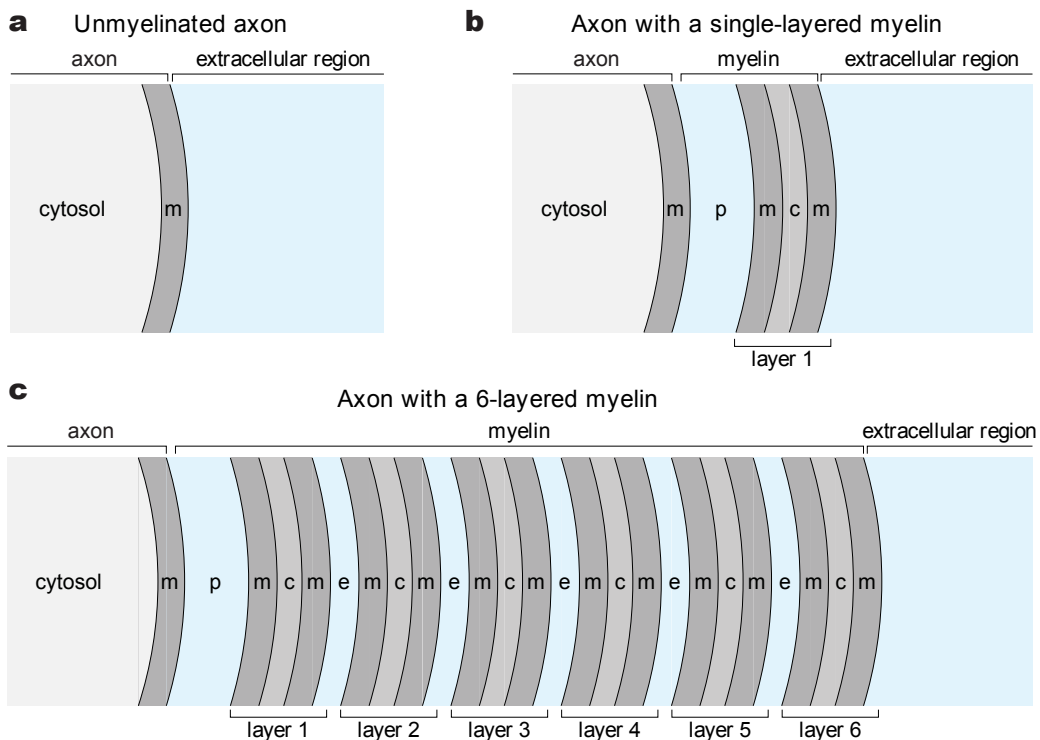 a Unmyelinated axon
axon extracellular region
cytosol m
b Axon with a single-layered myelin
axon myelin extracellular region
cytosol m p m c m
layer 1
c Axon with a 6-layered myelin
axon myelin extracellular region
cytosol m p m c m e m c m e m c m e m c m e m c m e m c m
layer 1 layer 2 layer 3 layer 4 layer 5 layer 6